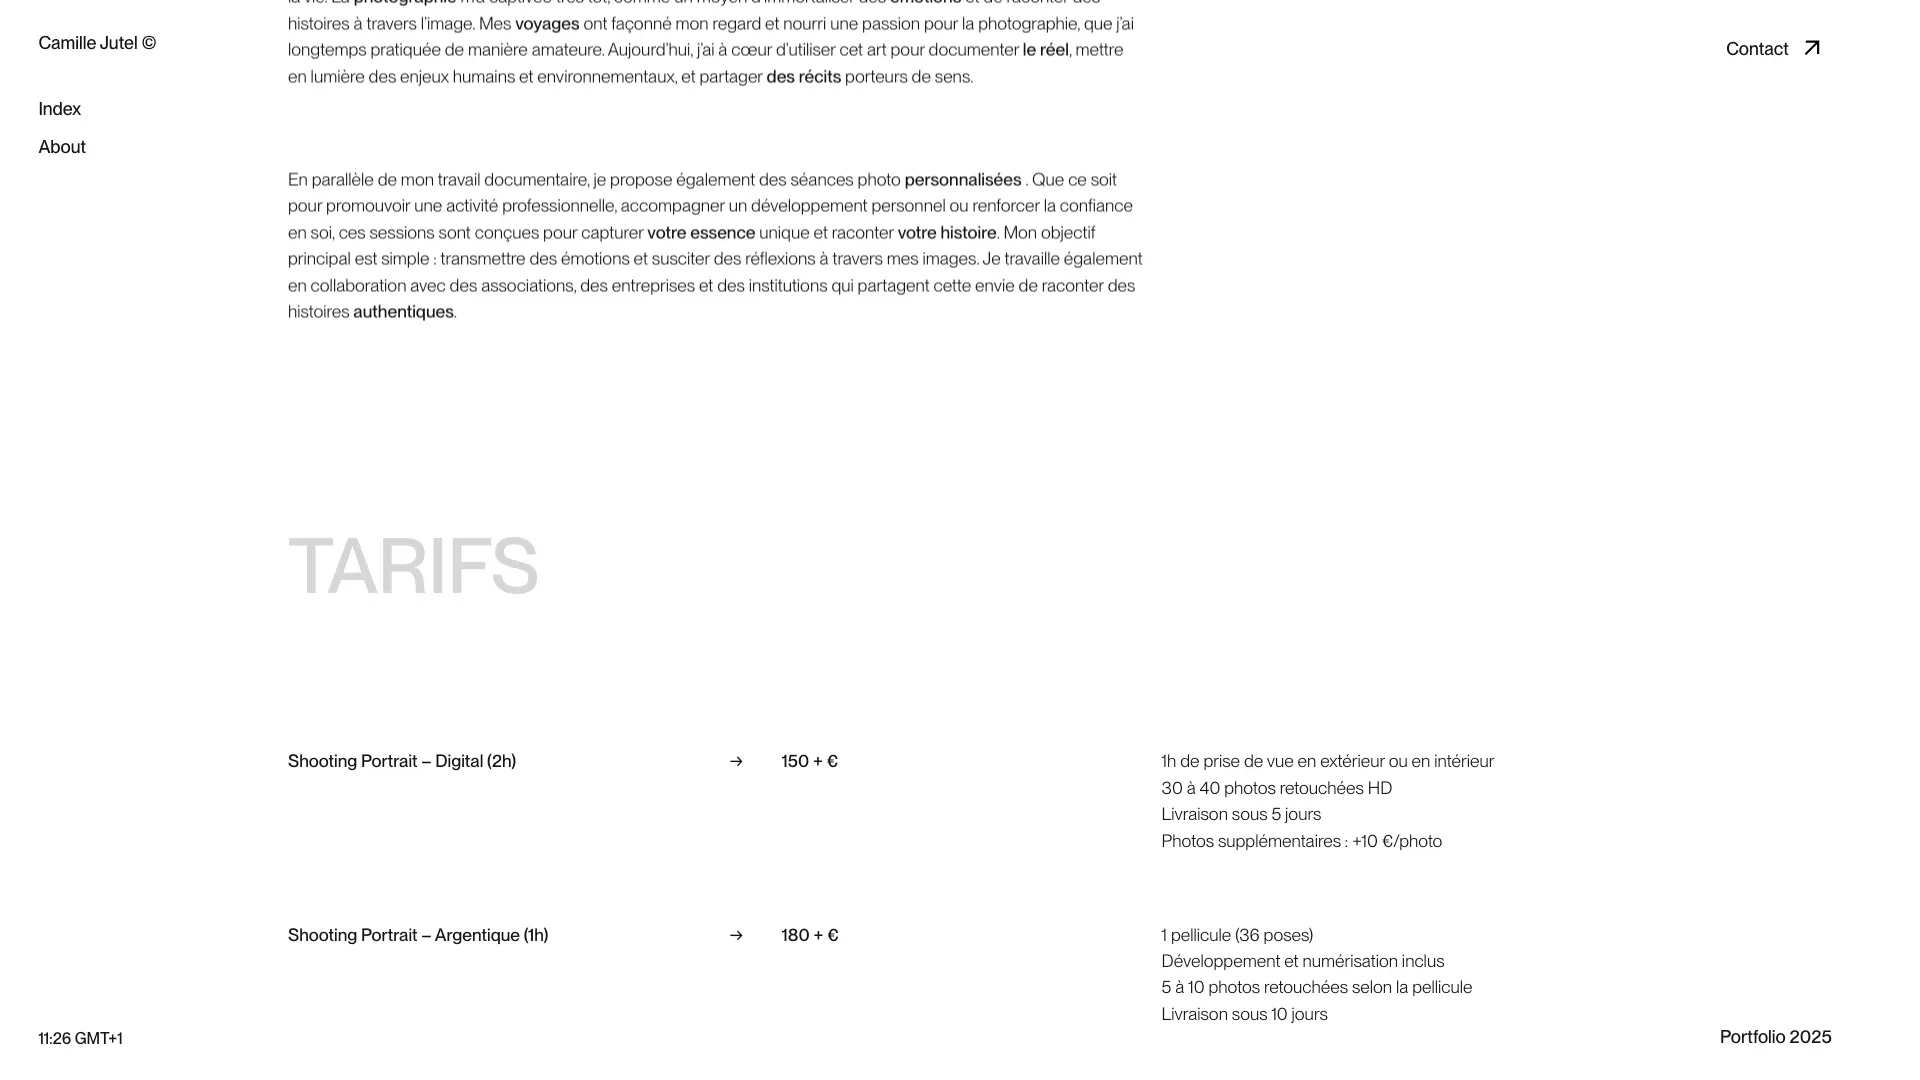 la vie. La photographie m'a captivée très tôt, comme un moyen d'immortaliser des émotions et de raconter des
histoires à travers l’image. Mes voyages ont façonné mon regard et nourri une passion pour la photographie, que j’ai
longtemps pratiquée de manière amateure. Aujourd’hui, j’ai à cœur d’utiliser cet art pour documenter le réel, mettre
en lumière des enjeux humains et environnementaux, et partager des récits porteurs de sens.
Camille Jutel ©
Contact
Index
About
En parallèle de mon travail documentaire, je propose également des séances photo personnalisées . Que ce soit
pour promouvoir une activité professionnelle, accompagner un développement personnel ou renforcer la confiance
en soi, ces sessions sont conçues pour capturer votre essence unique et raconter votre histoire. Mon objectif
principal est simple : transmettre des émotions et susciter des réflexions à travers mes images. Je travaille également
en collaboration avec des associations, des entreprises et des institutions qui partagent cette envie de raconter des
histoires authentiques.
TARIFS
Shooting Portrait – Digital (2h) → 150 + €
1h de prise de vue en extérieur ou en intérieur
30 à 40 photos retouchées HD
Livraison sous 5 jours
Photos supplémentaires : +10 €/photo
Shooting Portrait – Argentique (1h) → 180 + €
1 pellicule (36 poses)
Développement et numérisation inclus
5 à 10 photos retouchées selon la pellicule
Livraison sous 10 jours
11:26 GMT+1
Portfolio 2025